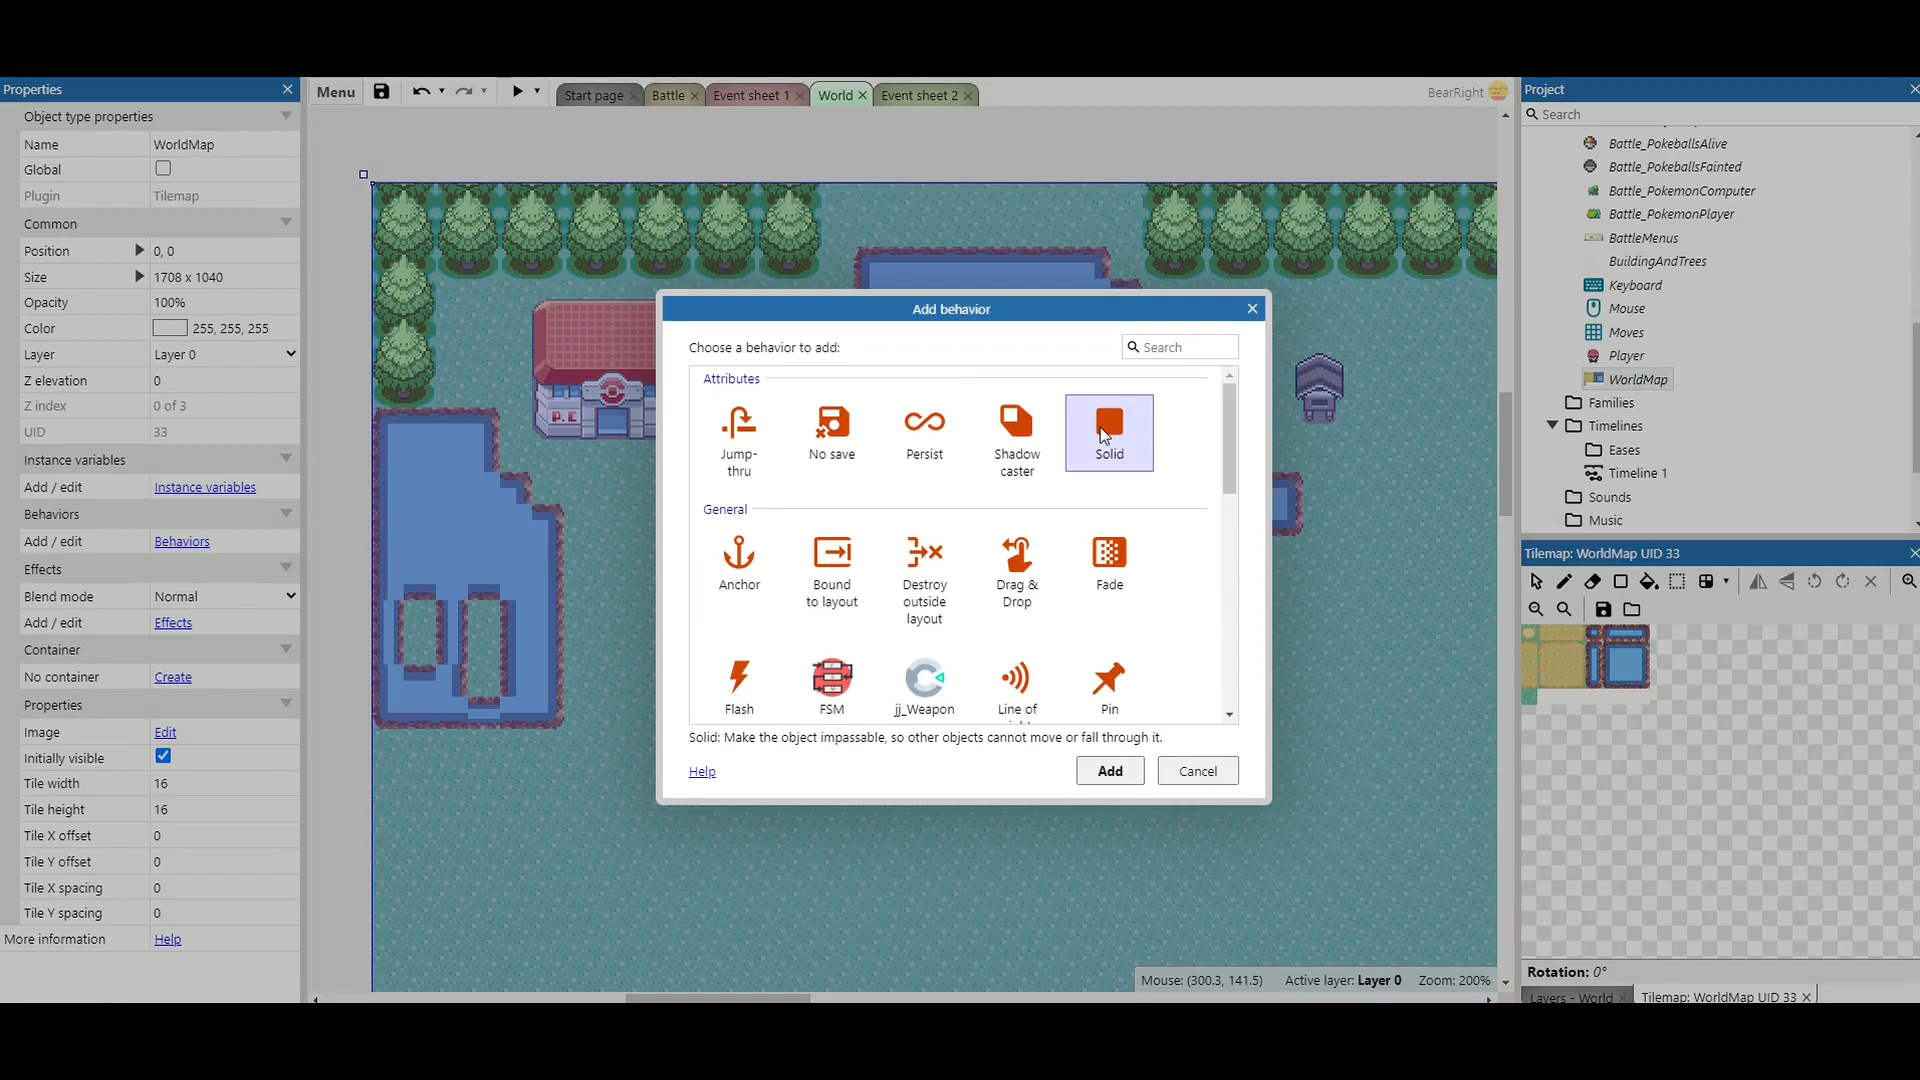 Properties
Object type properties
Name WorldMap
Global
Plugin Tilemap
Common
Position 0, 0
Size 1708 x 1040
Opacity 100%
Color 255, 255, 255
Layer Layer 0
Z elevation 0
Z index 0 of 3
UID 33
Instance variables
Add / edit Instance variables
Behaviors
Add / edit Behaviors
Effects
Blend mode Normal
Add / edit Effects
Container
No container Create
Properties
Image Edit
Initially visible
Tile width 16
Tile height 16
Tile X offset 0
Tile Y offset 0
Tile X spacing 0
Tile Y spacing 0
More information Help
Menu
Start page
Battle
Event sheet 1
World
Event sheet 2
BearRight
P.C
Add behavior
Choose a behavior to add:
Search
Attributes
Jump-
thru
No save
Persist
Shadow
caster
Solid
General
Anchor
Bound
to layout
Destroy
outside
layout
Drag &
Drop
Fade
Flash
FSM
jj_Weapon
Line of
Pin
Solid: Make the object impassable, so other objects cannot move or fall through it.
Help
Add
Cancel
Mouse: (300.3, 141.5) Active layer: Layer 0 Zoom: 200%
Project
Search
Battle_PokeballsAlive
Battle_PokeballsFainted
Battle_PokemonComputer
Battle_PokemonPlayer
BattleMenus
BuildingAndTrees
Keyboard
Mouse
Moves
Player
WorldMap
Families
Timelines
Eases
Timeline 1
Sounds
Music
Tilemap: WorldMap UID 33
Rotation: 0°
Layers - World
Tilemap: WorldMap UID 33